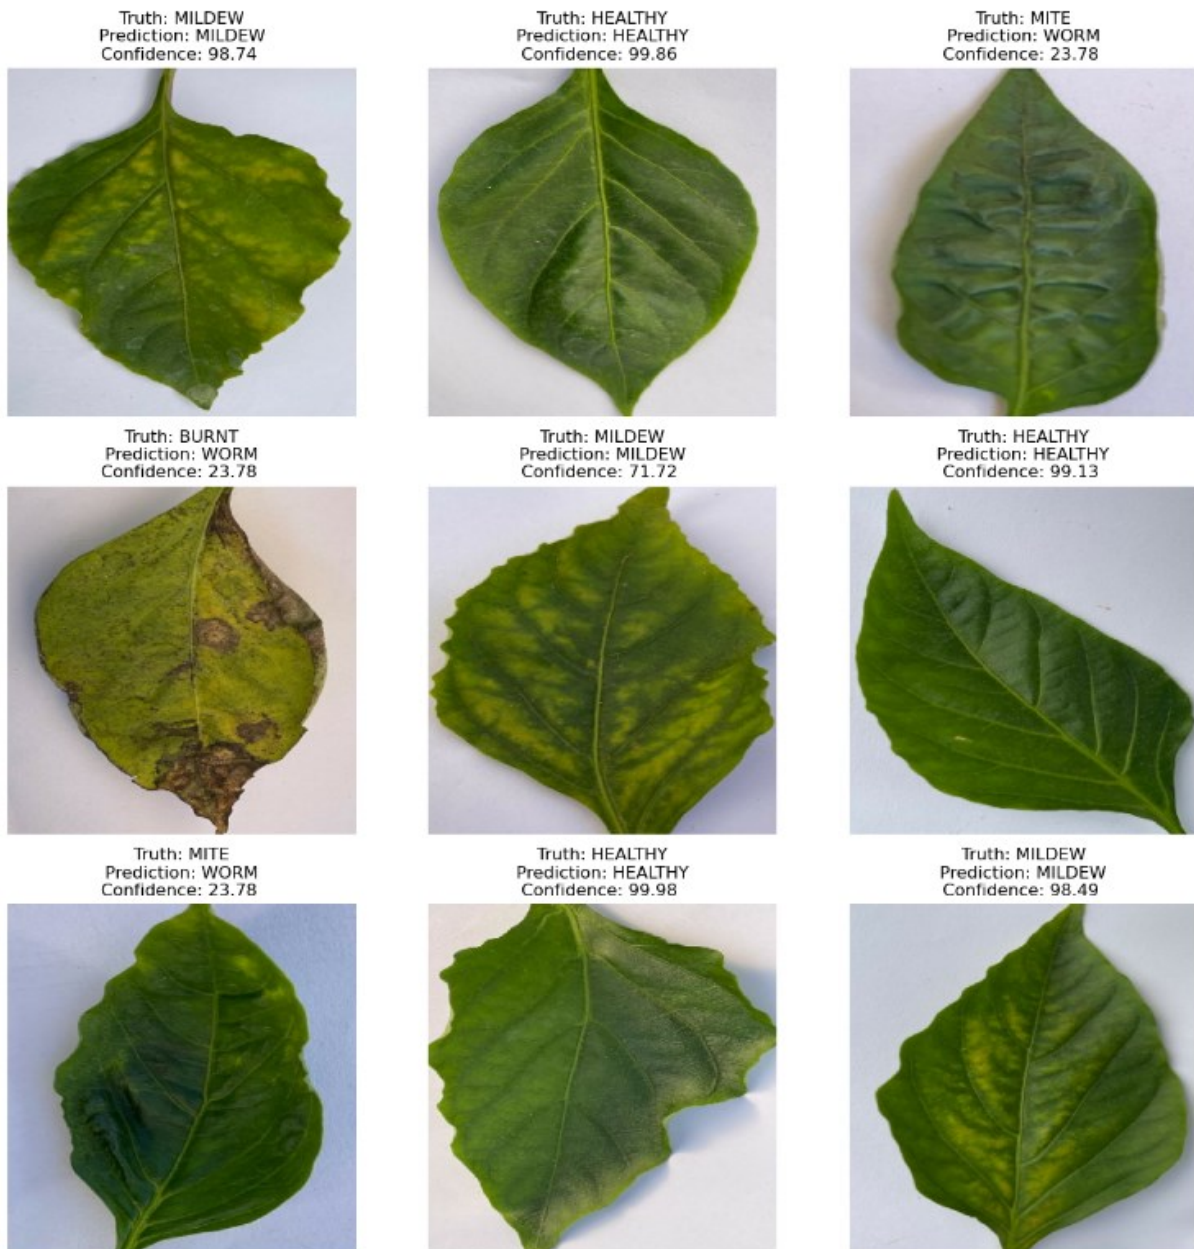 Truth: MILDEW
Prediction: MILDEW
Confidence: 98.74
Truth: HEALTHY
Prediction: HEALTHY
Confidence: 99.86
Truth: MITE
Prediction: WORM
Confidence: 23.78
Truth: BURNT
Prediction: WORM
Confidence: 23.78
Truth: MILDEW
Prediction: MILDEW
Confidence: 71.72
Truth: HEALTHY
Prediction: HEALTHY
Confidence: 99.13
Truth: MITE
Prediction: WORM
Confidence: 23.78
Truth: HEALTHY
Prediction: HEALTHY
Confidence: 99.98
Truth: MILDEW
Prediction: MILDEW
Confidence: 98.49